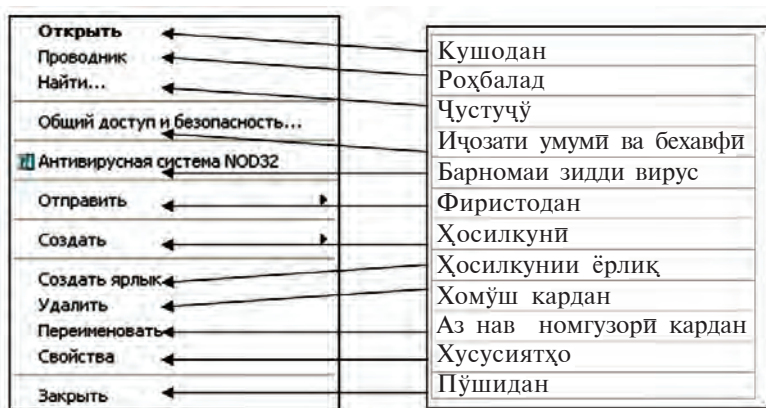 Открыть
Проводник
Найти...
Общий доступ и безопасность...
Антивирусная система NOD32
Отправить
Создать
Создать ярлык
Удалить
Переименовать
Свойства
Закрыть
Кушодан
Роҳбалад
Ҷустуҷӯ
Иҷозати умумӣ ва бехавфӣ
Барномаи зидди вирус
Фиристодан
Ҳосилкунӣ
Ҳосилкунии ёрлиқ
Хомӯш кардан
Аз нав номгузорӣ кардан
Хусусиятҳо
Пӯшидан